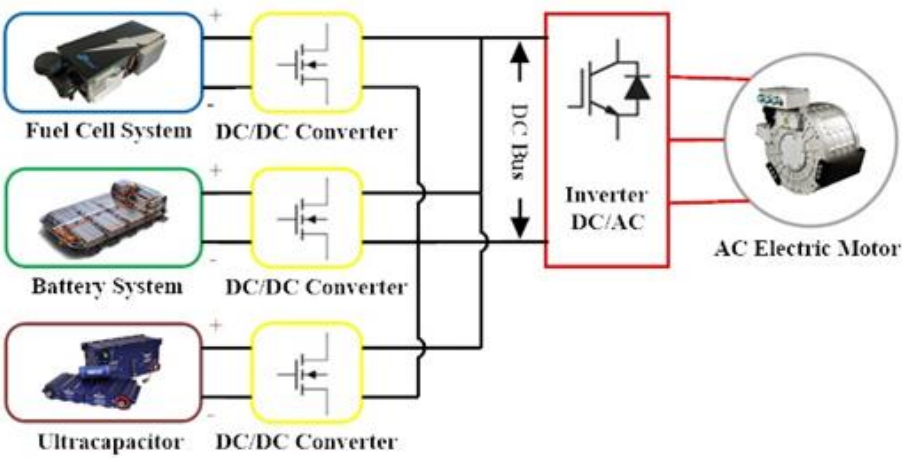 +
-
Fuel Cell System
DC/DC Converter
+
-
Battery System
DC/DC Converter
+
-
Ultracapacitor
DC/DC Converter
DC Bus
Inverter
DC/AC
AC Electric Motor